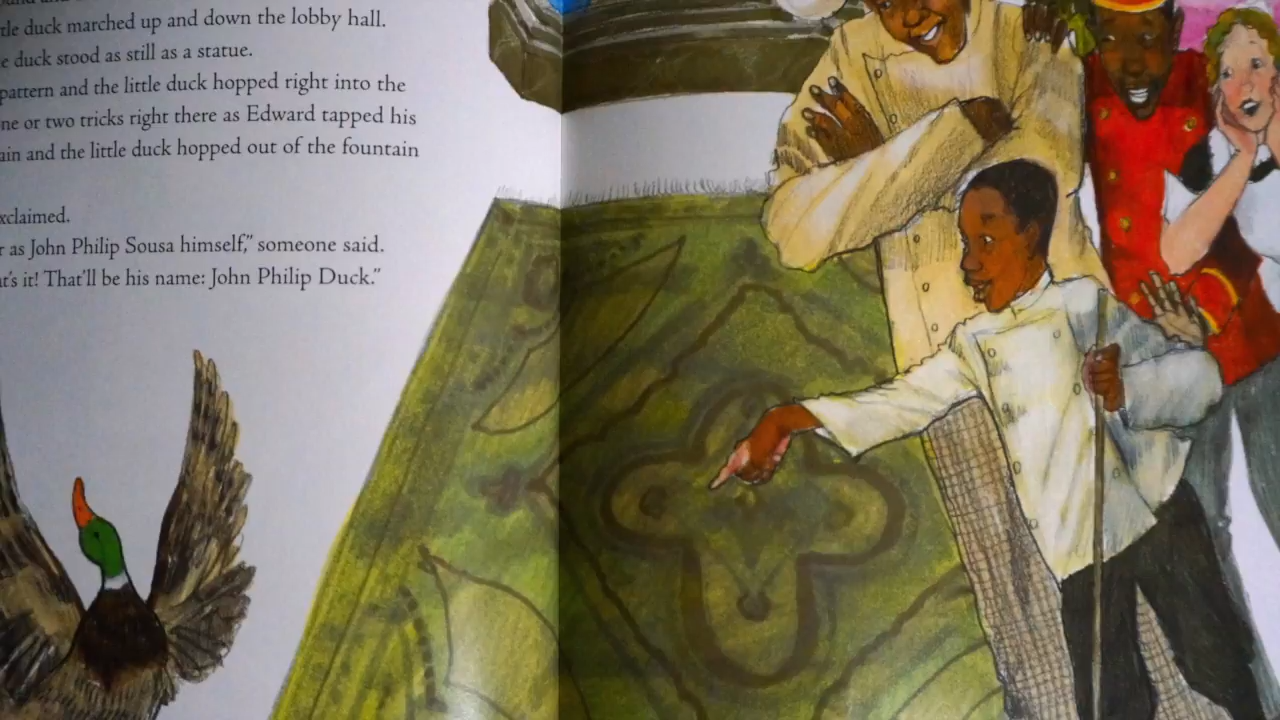 tle duck marched up and down the lobby hall.
e duck stood as still as a statue.
pattern and the little duck hopped right into the
ne or two tricks right there as Edward tapped his
ain and the little duck hopped out of the fountain
xclaimed.
r as John Philip Sousa himself,” someone said.
at’s it! That’ll be his name: John Philip Duck.”